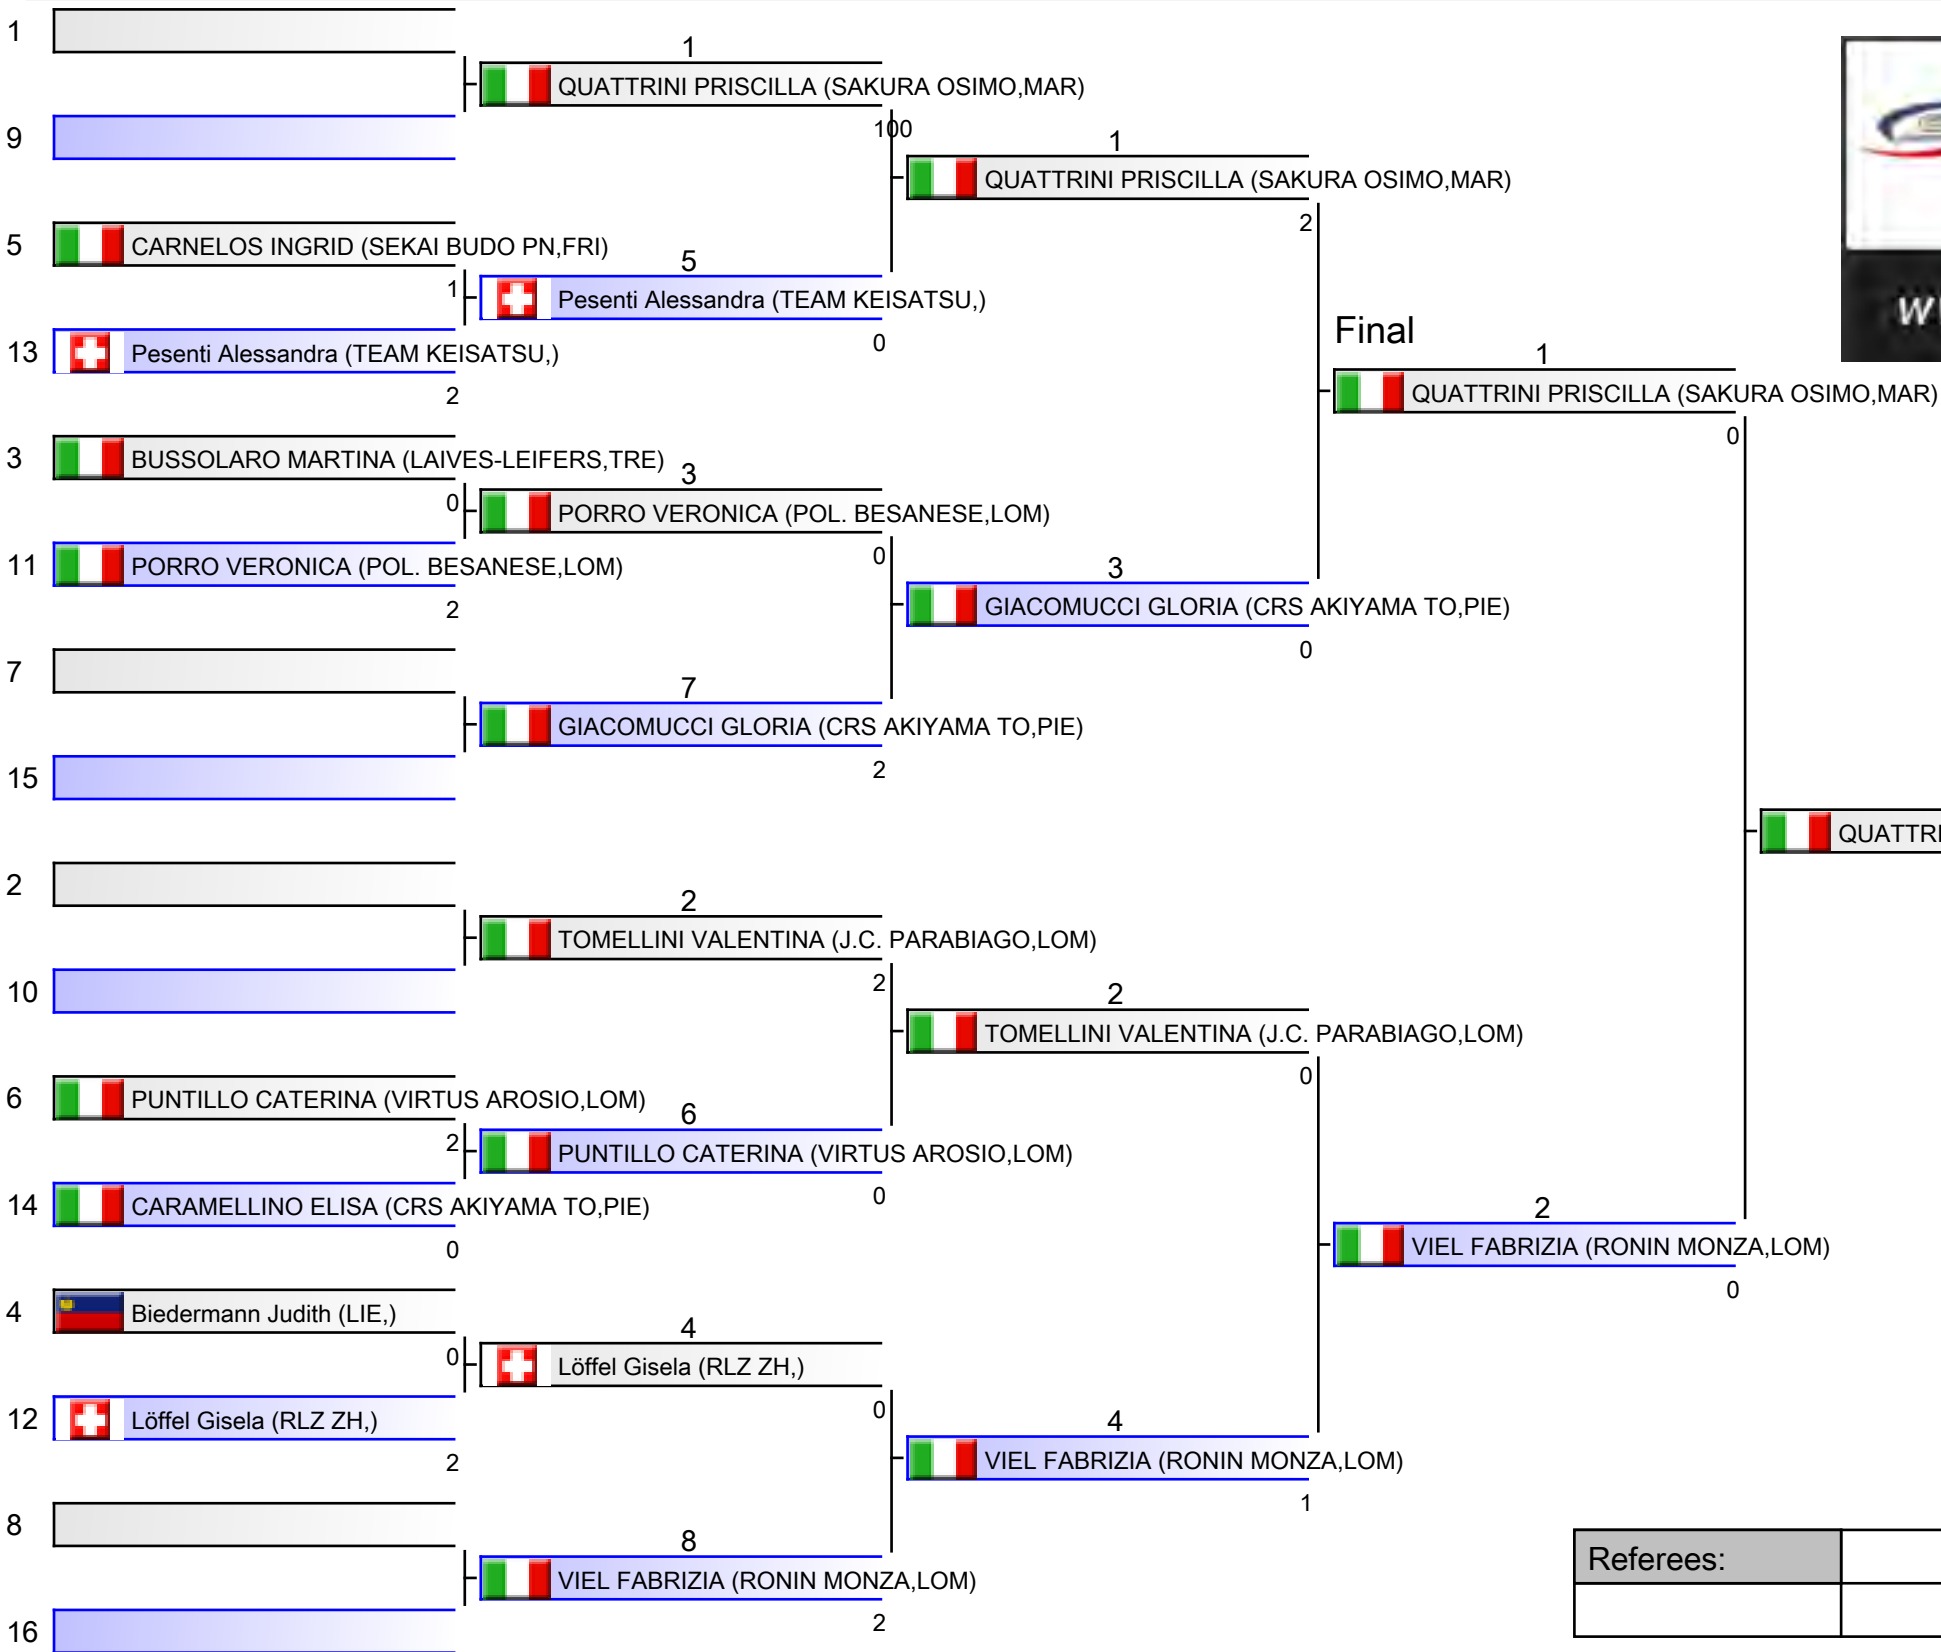 1
1
QUATTRINI PRISCILLA (SAKURA OSIMO,MAR)
9
100
1
QUATTRINI PRISCILLA (SAKURA OSIMO,MAR)
2
5
CARNELOS INGRID (SEKAI BUDO PN,FRI)
5
1
Pesenti Alessandra (TEAM KEISATSU,)
0
13
Pesenti Alessandra (TEAM KEISATSU,)
2
Final
1
QUATTRINI PRISCILLA (SAKURA OSIMO,MAR)
0
3
BUSSOLARO MARTINA (LAIVES-LEIFERS,TRE)
3
0
PORRO VERONICA (POL. BESANESE,LOM)
0
11
PORRO VERONICA (POL. BESANESE,LOM)
2
3
GIACOMUCCI GLORIA (CRS AKIYAMA TO,PIE)
0
7
7
GIACOMUCCI GLORIA (CRS AKIYAMA TO,PIE)
2
15
QUATTRI
2
2
TOMELLINI VALENTINA (J.C. PARABIAGO,LOM)
2
10
2
TOMELLINI VALENTINA (J.C. PARABIAGO,LOM)
0
6
PUNTILLO CATERINA (VIRTUS AROSIO,LOM)
6
2
PUNTILLO CATERINA (VIRTUS AROSIO,LOM)
0
14
CARAMELLINO ELISA (CRS AKIYAMA TO,PIE)
0
2
VIEL FABRIZIA (RONIN MONZA,LOM)
0
4
Biedermann Judith (LIE,)
4
0
Löffel Gisela (RLZ ZH,)
0
12
Löffel Gisela (RLZ ZH,)
2
4
VIEL FABRIZIA (RONIN MONZA,LOM)
1
8
8
VIEL FABRIZIA (RONIN MONZA,LOM)
2
16
Referees: